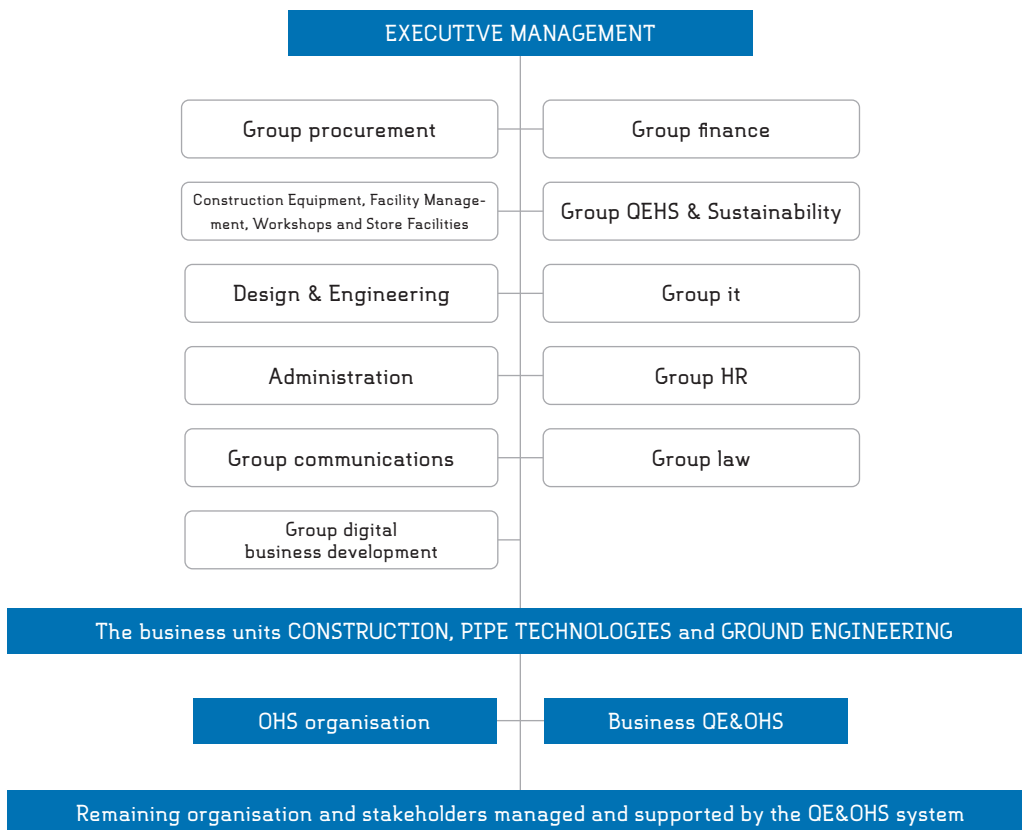 EXECUTIVE MANAGEMENT
Group procurement
Group finance
Construction Equipment, Facility Manage-
ment, Workshops and Store Facilities
Group QEHS & Sustainability
Design & Engineering
Group it
Administration
Group HR
Group communications
Group law
Group digital
business development
The business units CONSTRUCTION, PIPE TECHNOLOGIES and GROUND ENGINEERING
OHS organisation
Business QE&OHS
Remaining organisation and stakeholders managed and supported by the QE&OHS system